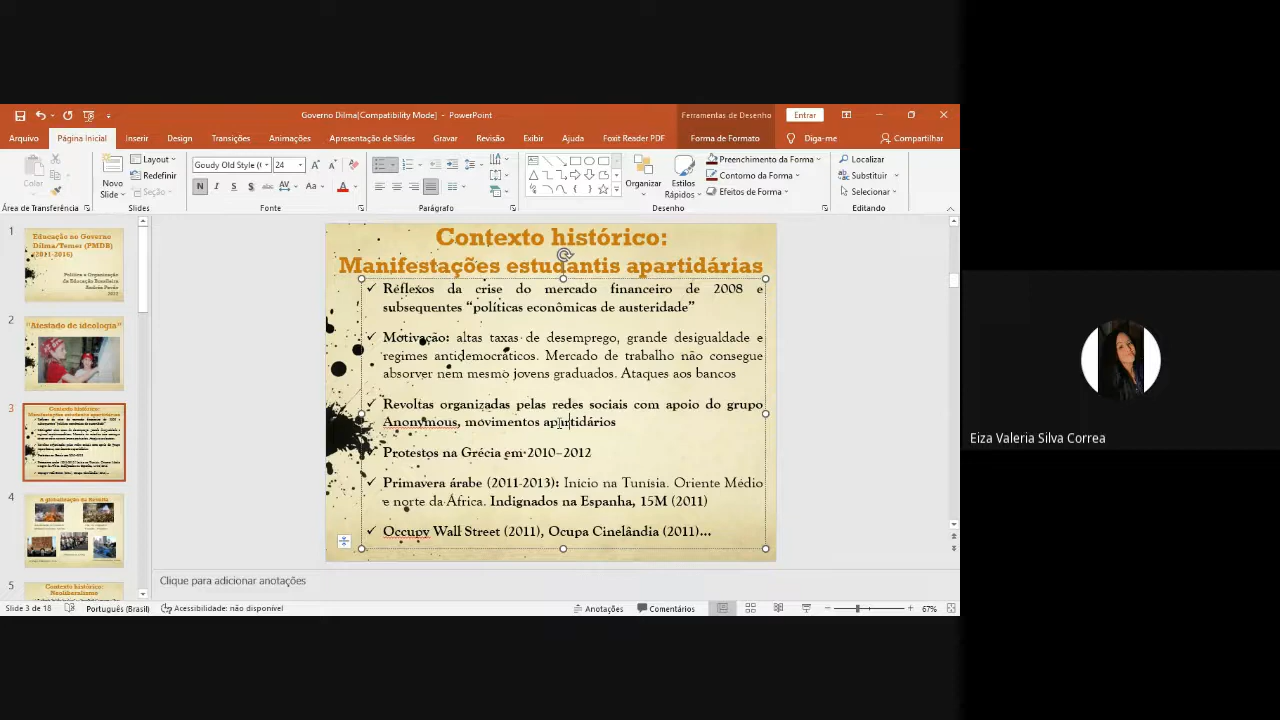 Governo Dilma[Compatibility Mode] - PowerPoint
Ferramentas de Desenho
Entrar
Arquivo Página Inicial Inserir Design Transições Animações Apresentação de Slides Gravar Revisão Exibir Ajuda Foxit Reader PDF Forma de Formato Diga-me Compartilhar
Colar
Novo Slide
Layout
Redefinir
Seção
Goudy Old Style (
24
N I S S abc AV Aa A
Organizar
Estilos Rápidos
Preenchimento da Forma
Contorno da Forma
Efeitos de Forma
Localizar
Substituir
Selecionar
Área de Transferência Slides Fonte Parágrafo Desenho Editando
1
Educação no Governo
Dilma/Temer (PMDB)
(2011-2016)
Política e Organização
da Educação Brasileira
2
"Atestado de ideologia"
3
Contexto histórico:
Manifestações estudantis apartidárias
4
A globalização da Revolta
5
Contexto histórico:
Neoliberalismo
Contexto histórico:
Manifestações estudantis apartidárias
✓ Reflexos da crise do mercado financeiro de 2008 e
subsequentes “políticas econômicas de austeridade”
✓ Motivação: altas taxas de desemprego, grande desigualdade e
regimes antidemocráticos. Mercado de trabalho não consegue
absorver nem mesmo jovens graduados. Ataques aos bancos
✓ Revoltas organizadas pelas redes sociais com apoio do grupo
Anonymous, movimentos apartidários
✓ Protestos na Grécia em 2010–2012
✓ Primavera árabe (2011-2013): Início na Tunísia. Oriente Médio
e norte da África. Indignados na Espanha, 15M (2011)
✓ Occupy Wall Street (2011), Ocupa Cinelândia (2011)...
Clique para adicionar anotações
Slide 3 de 18 Português (Brasil) Acessibilidade: não disponível Anotações Comentários 67%
Eiza Valeria Silva Correa